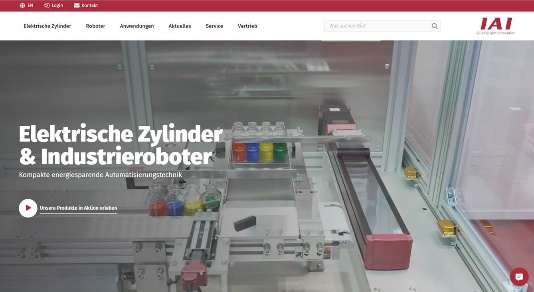 EN Login Kontakt
Elektrische Zylinder Roboter Anwendungen Aktuelles Service Vertrieb
Was suchen Sie?
IAI
Elektrische Zylinder
& Industrieroboter
Kompakte energiesparende Automatisierungstechnik
Unsere Produkte in Aktion erleben